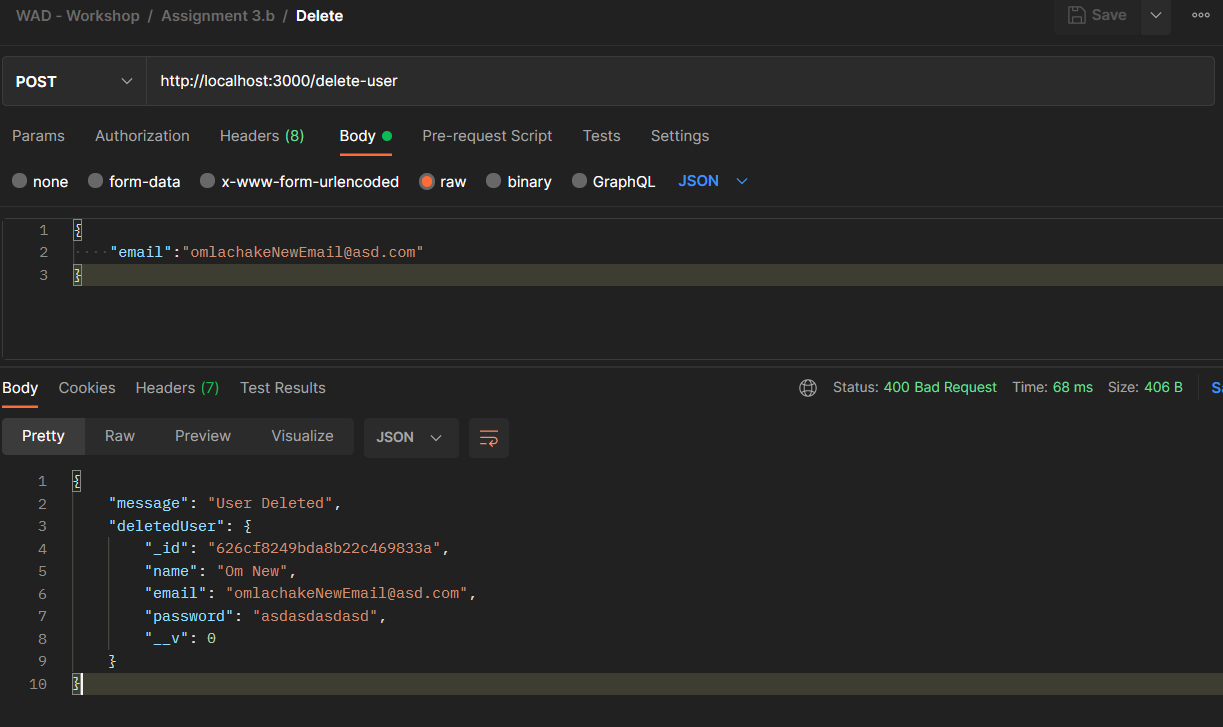 WAD - Workshop / Assignment 3.b / Delete Save
POST http://localhost:3000/delete-user
Params Authorization Headers (8) Body Pre-request Script Tests Settings
none form-data x-www-form-urlencoded raw binary GraphQL JSON
1 {
2 ····"email":"omlachakeNewEmail@asd.com"
3 }
Body Cookies Headers (7) Test Results Status: 400 Bad Request Time: 68 ms Size: 406 B
Pretty Raw Preview Visualize JSON
1 {
2 "message": "User Deleted",
3 "deletedUser": {
4 "_id": "626cf8249bda8b22c469833a",
5 "name": "Om New",
6 "email": "omlachakeNewEmail@asd.com",
7 "password": "asdasdasdasd",
8 "__v": 0
9 }
10 }